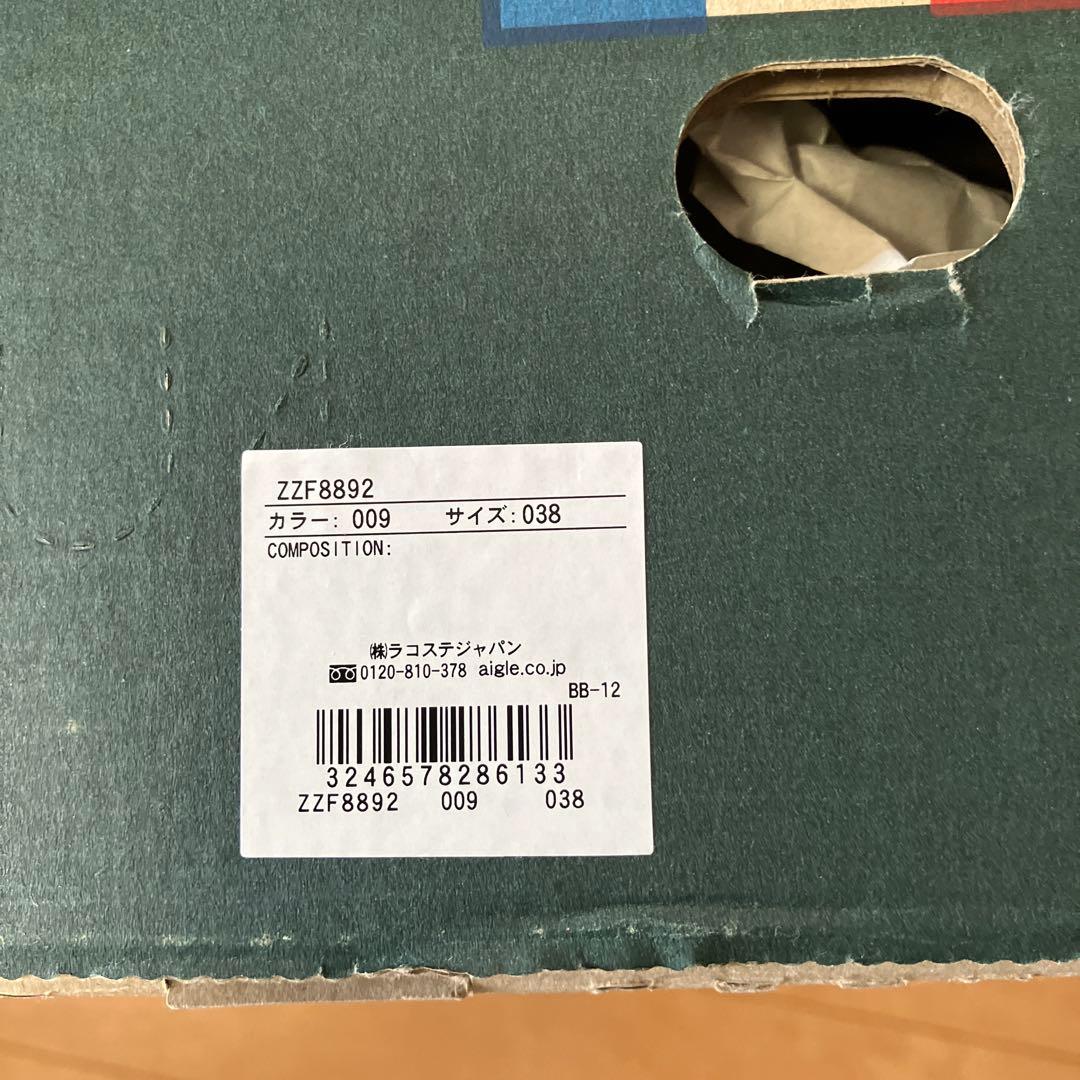 ZZF8892
カラー: 009 サイズ:038
COMPOSITION:
㈱ラコステジャパン
0120-810-378 aigle.co.jp
BB-12
3246578286133
ZZF8892 009 038